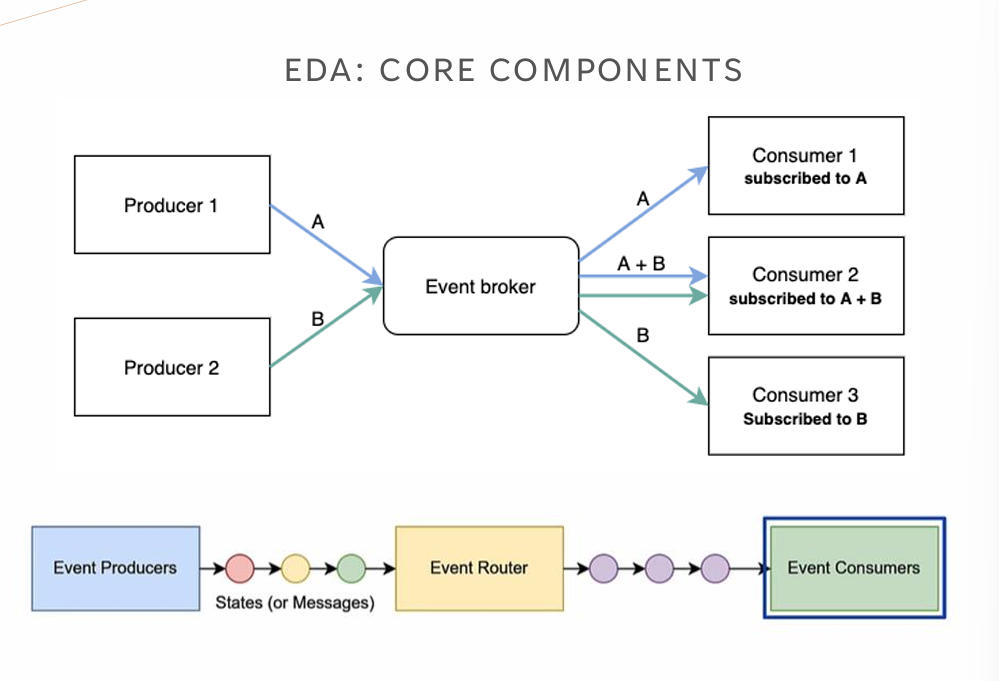 EDA: CORE COMPONENTS
Producer 1
A
B
Producer 2
Event broker
A
A + B
B
Consumer 1
subscribed to A
Consumer 2
subscribed to A + B
Consumer 3
Subscribed to B
Event Producers
States (or Messages)
Event Router
Event Consumers